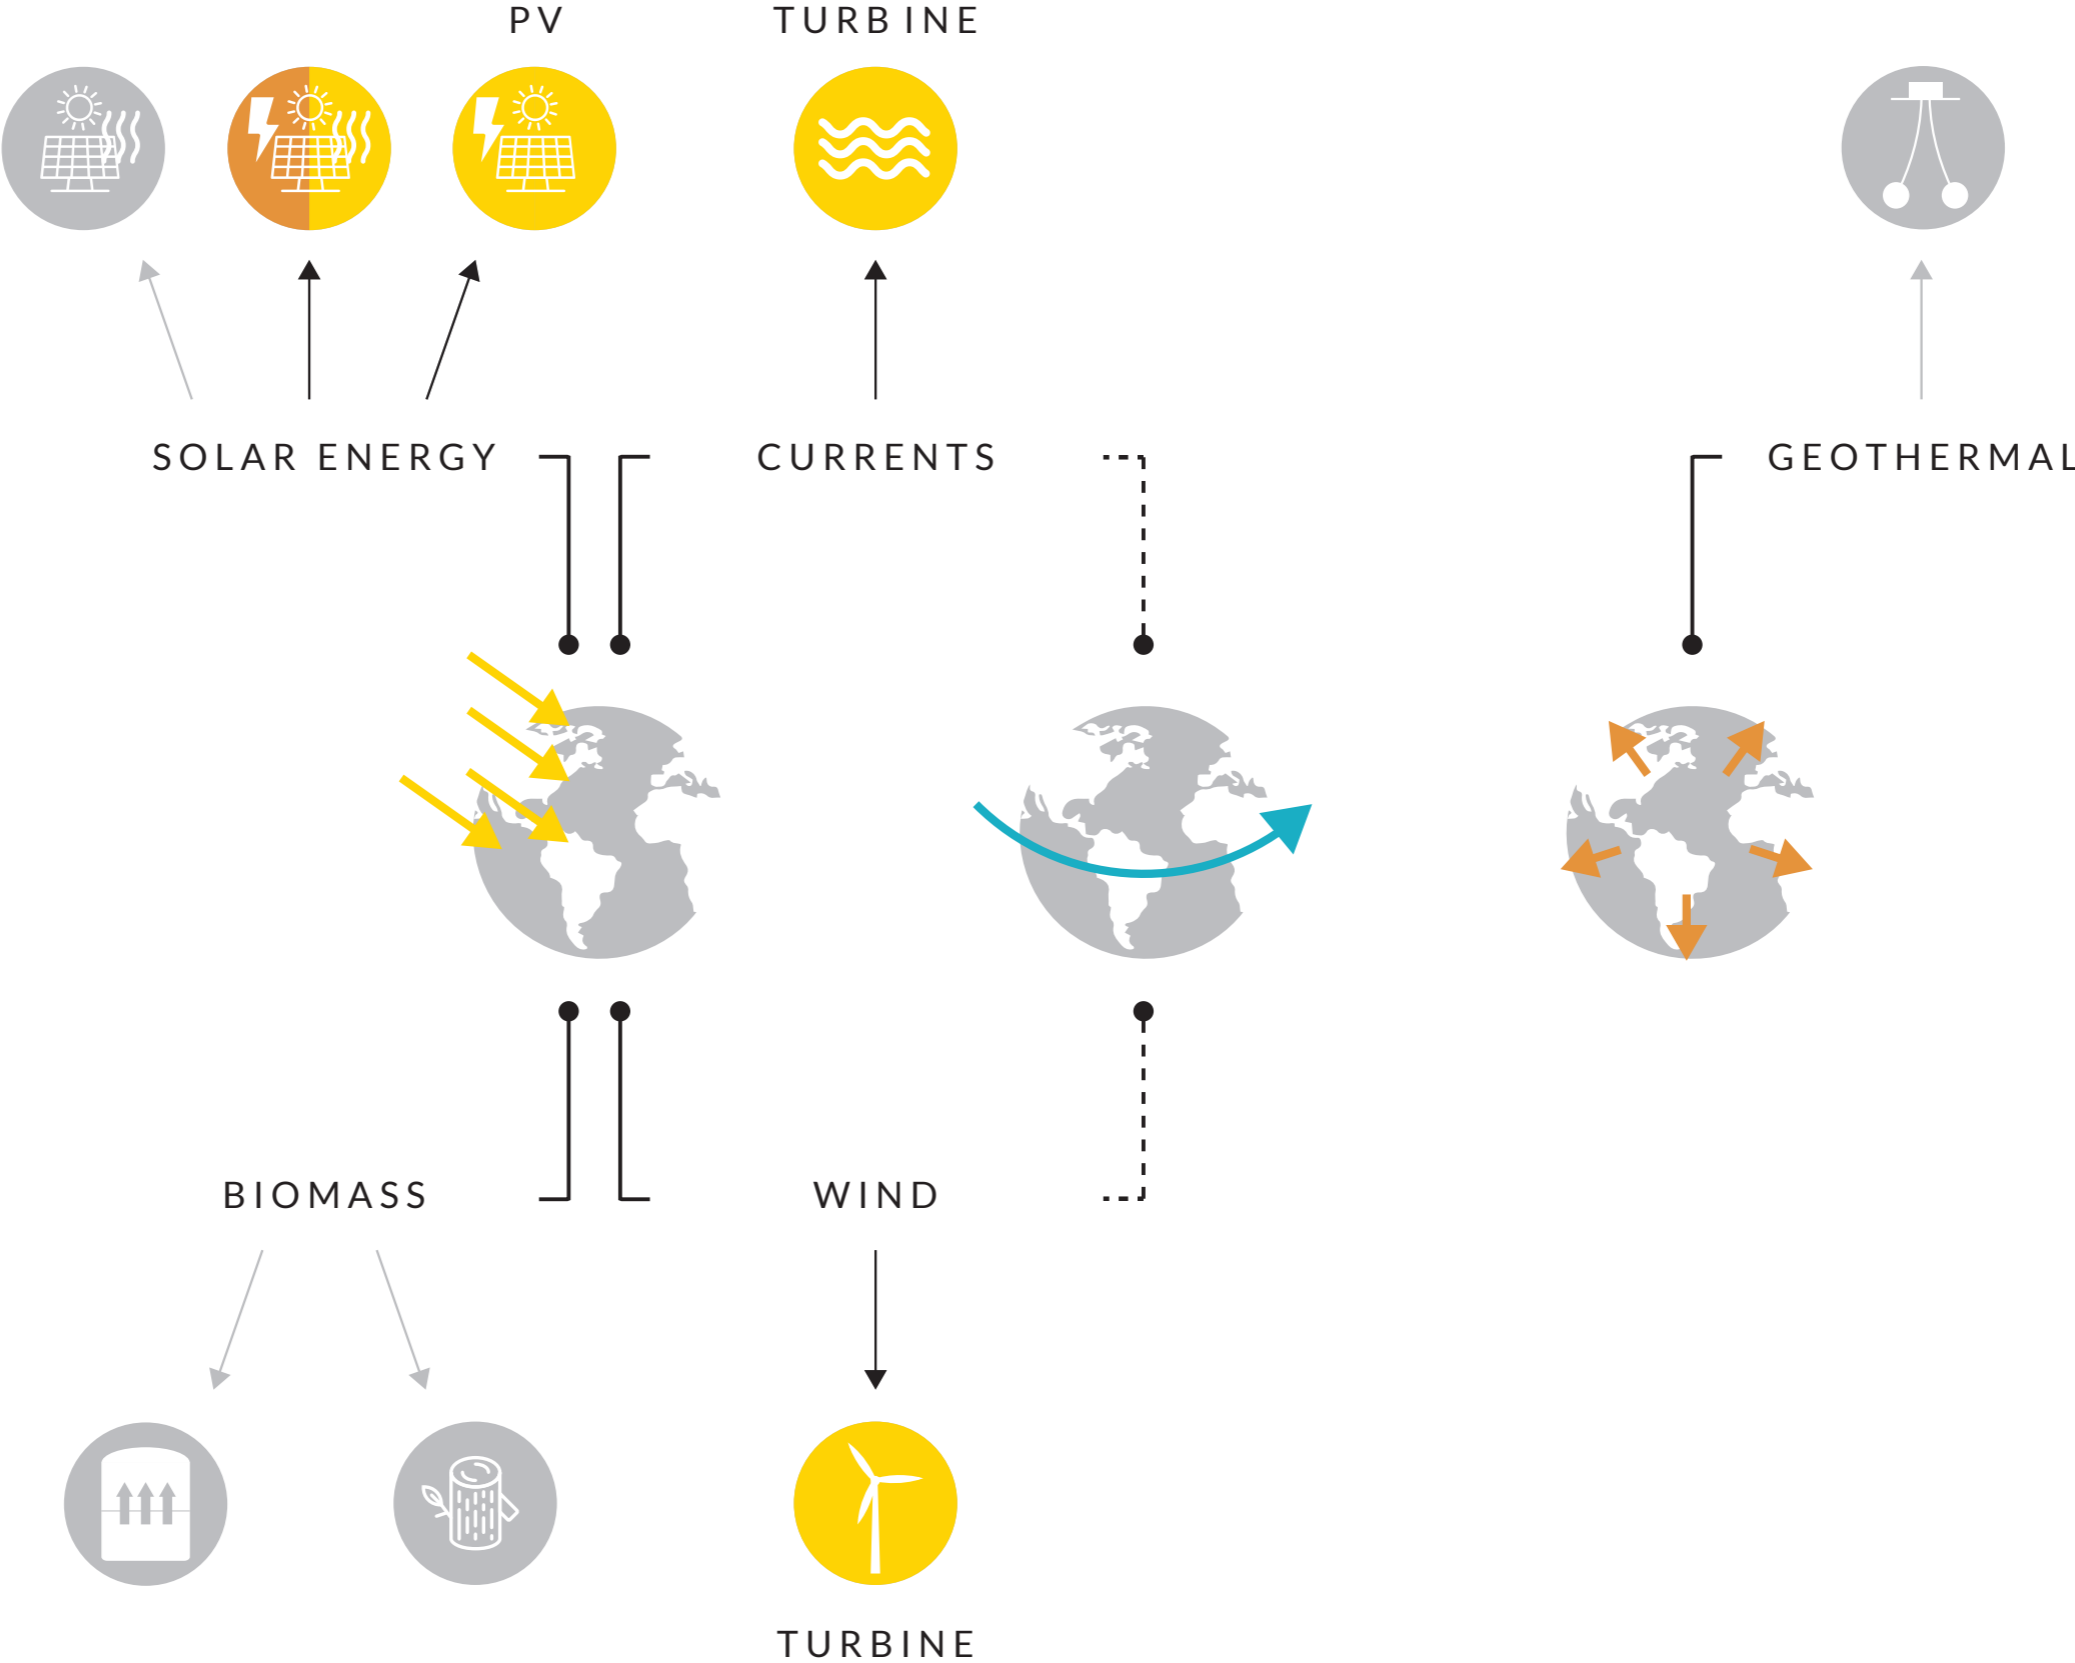 PV
TURBINE
SOLAR ENERGY
CURRENTS
GEOTHERMAL
BIOMASS
WIND
TURBINE